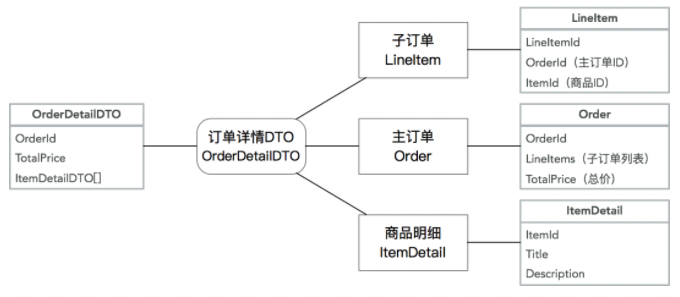 OrderDetailDTO
OrderId
TotalPrice
ItemDetailDTO[]
订单详情DTO
OrderDetailDTO
子订单
LineItem
主订单
Order
商品明细
ItemDetail
LineItem
LineItemId
OrderId（主订单ID）
ItemId（商品ID）
Order
OrderId
LineItems（子订单列表）
TotalPrice（总价）
ItemDetail
ItemId
Title
Description